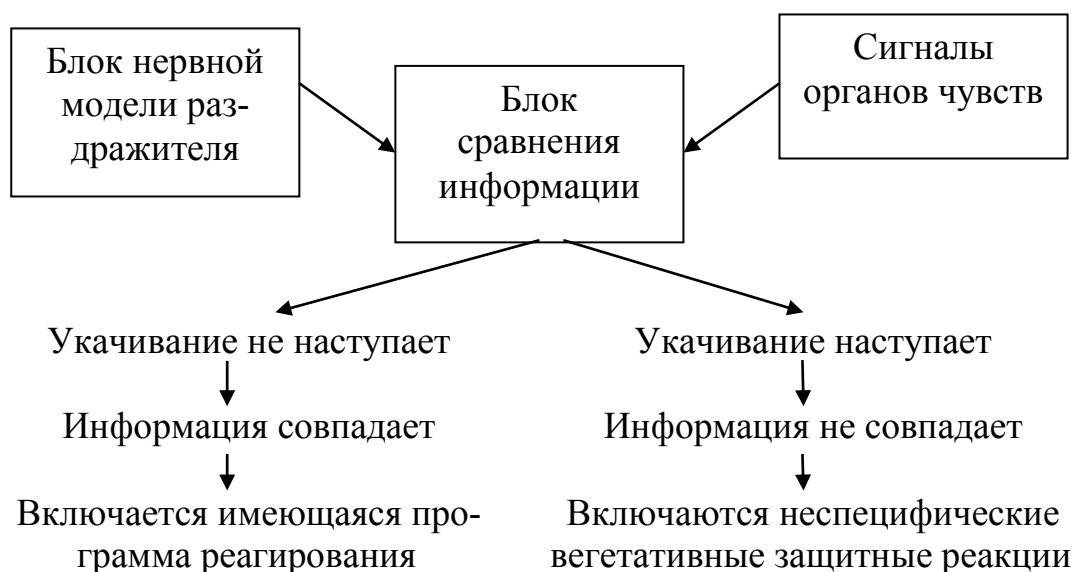 Блок нервной
модели раз-
дражителя
Блок
сравнения
информации
Сигналы
органов чувств
Укачивание не наступает
Укачивание наступает
Информация совпадает
Информация не совпадает
Включается имеющаяся про-
грамма реагирования
Включаются неспецифические
вегетативные защитные реакции